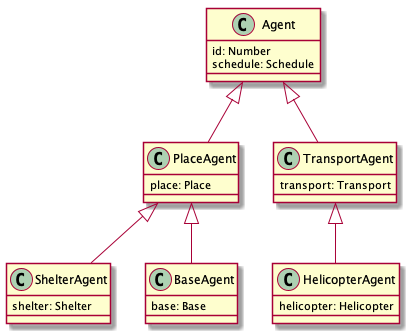 C Agent
id: Number
schedule: Schedule
C PlaceAgent
place: Place
C TransportAgent
transport: Transport
C ShelterAgent
shelter: Shelter
C BaseAgent
base: Base
C HelicopterAgent
helicopter: Helicopter